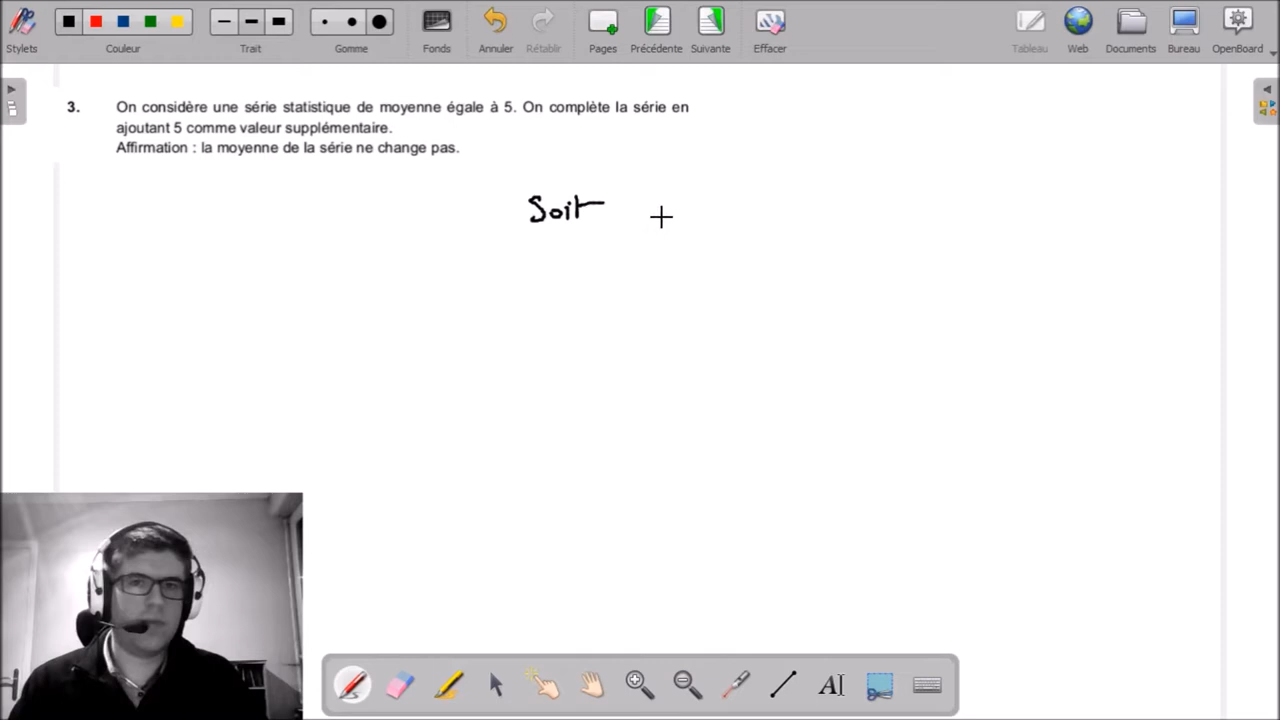 Stylets Couleur Trait Gomme Fonds Annuler Rétablir Pages Précédente Suivante Effacer Tableau Web Documents Bureau OpenBoard
3. On considère une série statistique de moyenne égale à 5. On complète la série en
ajoutant 5 comme valeur supplémentaire.
Affirmation : la moyenne de la série ne change pas.
Soit
AI